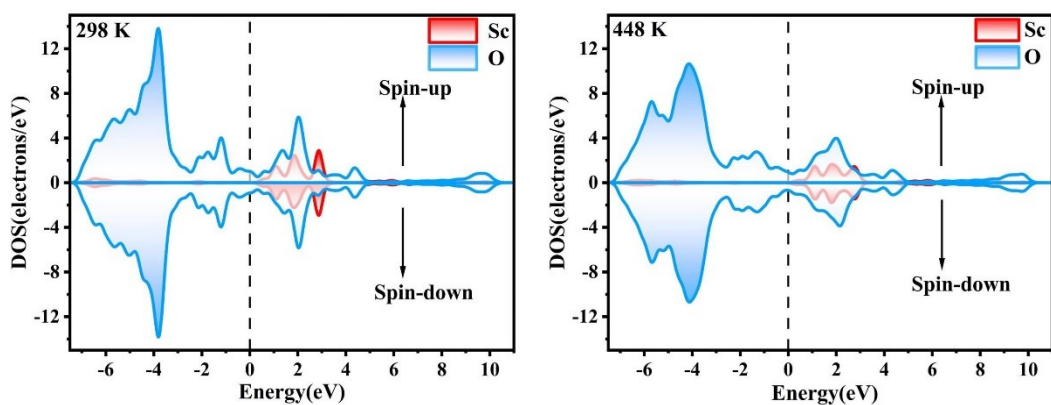 298 K
Sc
O
Spin-up
Spin-down
DOS(electrons/eV)
12
8
4
0
-4
-8
-12
-6 -4 -2 0 2 4 6 8 10
Energy(eV)
448 K
Sc
O
Spin-up
Spin-down
DOS(electrons/eV)
12
8
4
0
-4
-8
-12
-6 -4 -2 0 2 4 6 8 10
Energy(eV)